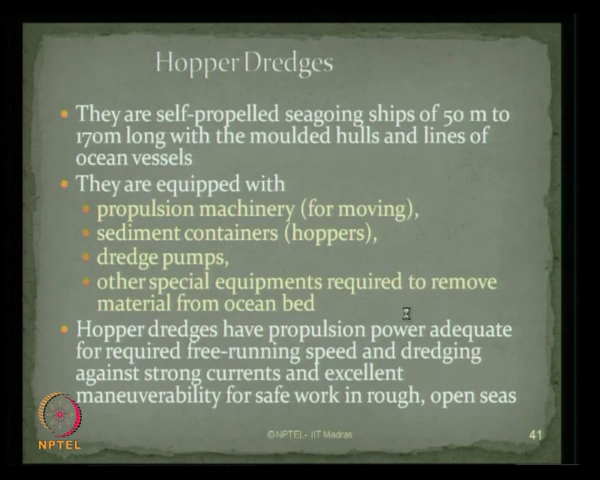 Hopper Dredges
• They are self-propelled seagoing ships of 50 m to
170m long with the moulded hulls and lines of
ocean vessels
• They are equipped with
• propulsion machinery (for moving),
• sediment containers (hoppers),
• dredge pumps,
• other special equipments required to remove
material from ocean bed
• Hopper dredges have propulsion power adequate
for required free-running speed and dredging
against strong currents and excellent
maneuverability for safe work in rough, open seas
NPTEL
©NPTEL- IIT Madras
41